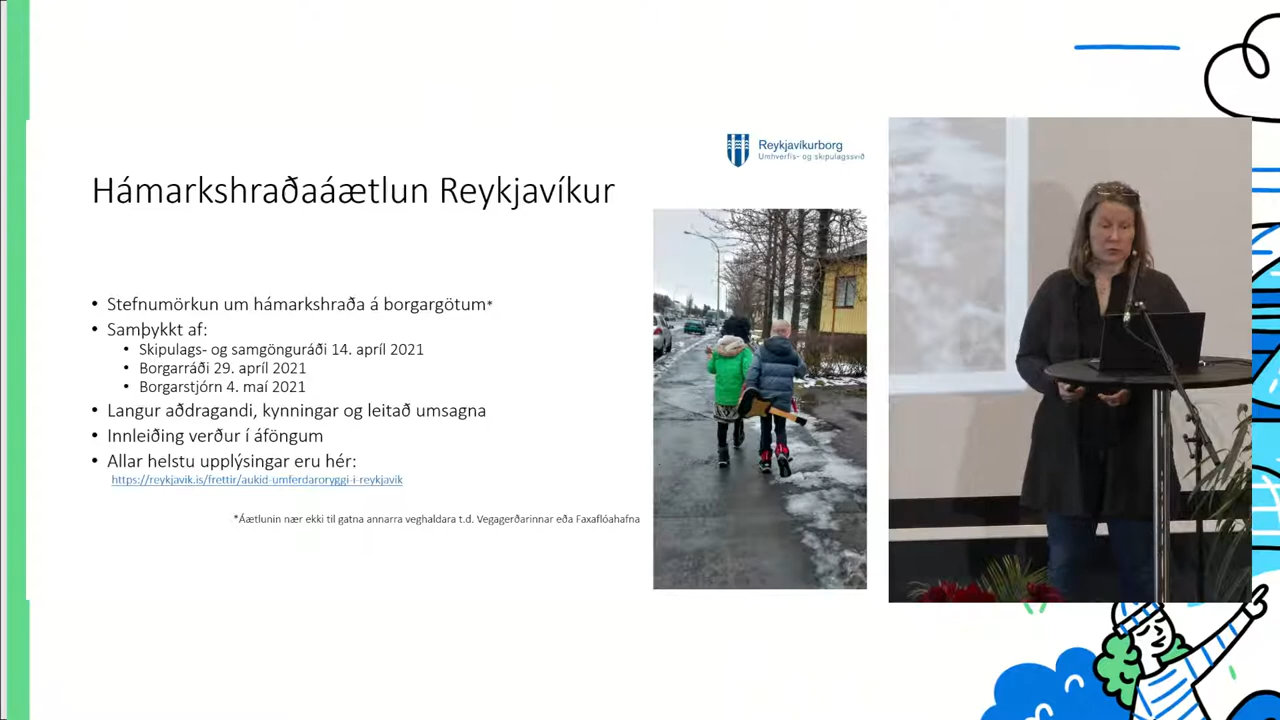 Reykjavíkurborg
Umhverfis- og skipulagssvið
Hámarkshraðaáætlun Reykjavíkur
• Stefnumörkun um hámarkshraða á borgargötum*
• Samþykkt af:
• Skipulags- og samgönguráði 14. apríl 2021
• Borgarráði 29. apríl 2021
• Borgarstjórn 4. maí 2021
• Langur aðdragandi, kynningar og leitað umsagna
• Innleiðing verður í áföngum
• Allar helstu upplýsingar eru hér:
https://reykjavik.is/frettir/aukid-umferdaroryggi-i-reykjavik
*Áætlunin nær ekki til gatna annarra veghaldara t.d. Vegagerðarinnar eða Faxaflóahafna